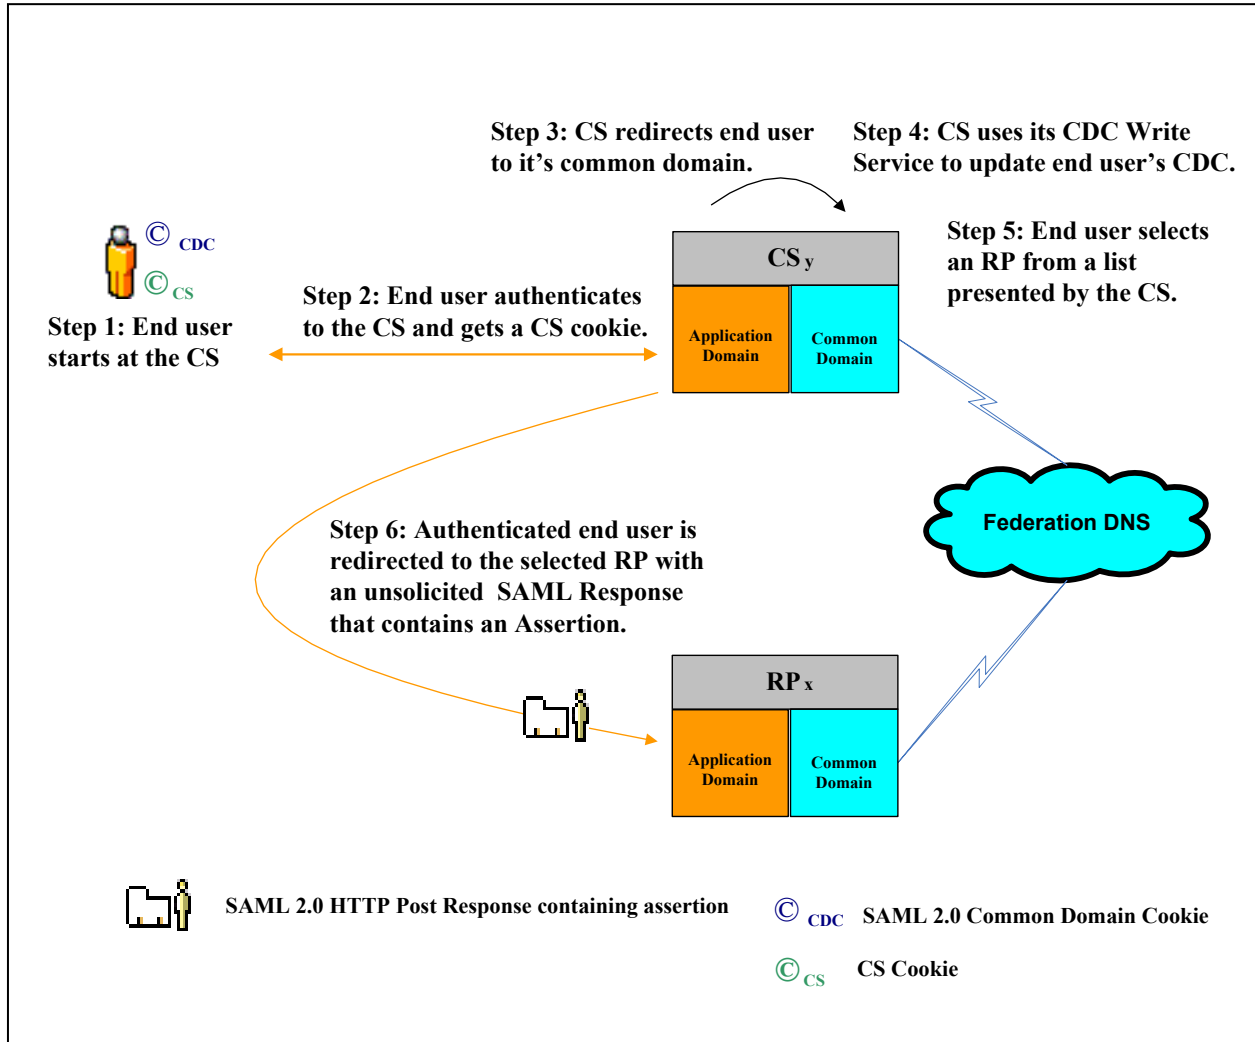 Step 3: CS redirects end user
to it's common domain.
Step 4: CS uses its CDC Write
Service to update end user's CDC.
© CDC
© CS
Step 1: End user
starts at the CS
Step 2: End user authenticates
to the CS and gets a CS cookie.
CS y
Application
Domain
Common
Domain
Step 5: End user selects
an RP from a list
presented by the CS.
Federation DNS
Step 6: Authenticated end user is
redirected to the selected RP with
an unsolicited SAML Response
that contains an Assertion.
RP x
Application
Domain
Common
Domain
SAML 2.0 HTTP Post Response containing assertion
© CDC SAML 2.0 Common Domain Cookie
© CS CS Cookie